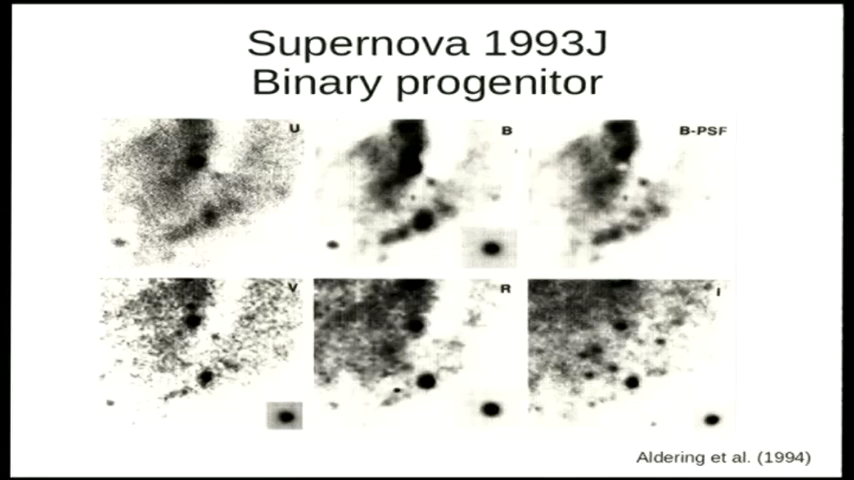 Supernova 1993J
Binary progenitor
U
B
B-PSF
V
R
I
Aldering et al. (1994)